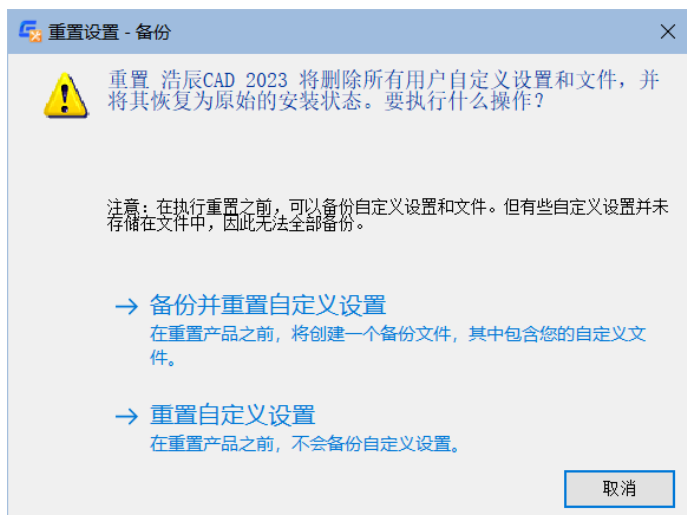 重置设置 - 备份
重置 浩辰CAD 2023 将删除所有用户自定义设置和文件，并
将其恢复为原始的安装状态。要执行什么操作？
注意：在执行重置之前，可以备份自定义设置和文件。但有些自定义设置并未
存储在文件中，因此无法全部备份。
→ 备份并重置自定义设置
在重置产品之前，将创建一个备份文件，其中包含您的自定义文
件。
→ 重置自定义设置
在重置产品之前，不会备份自定义设置。
取消